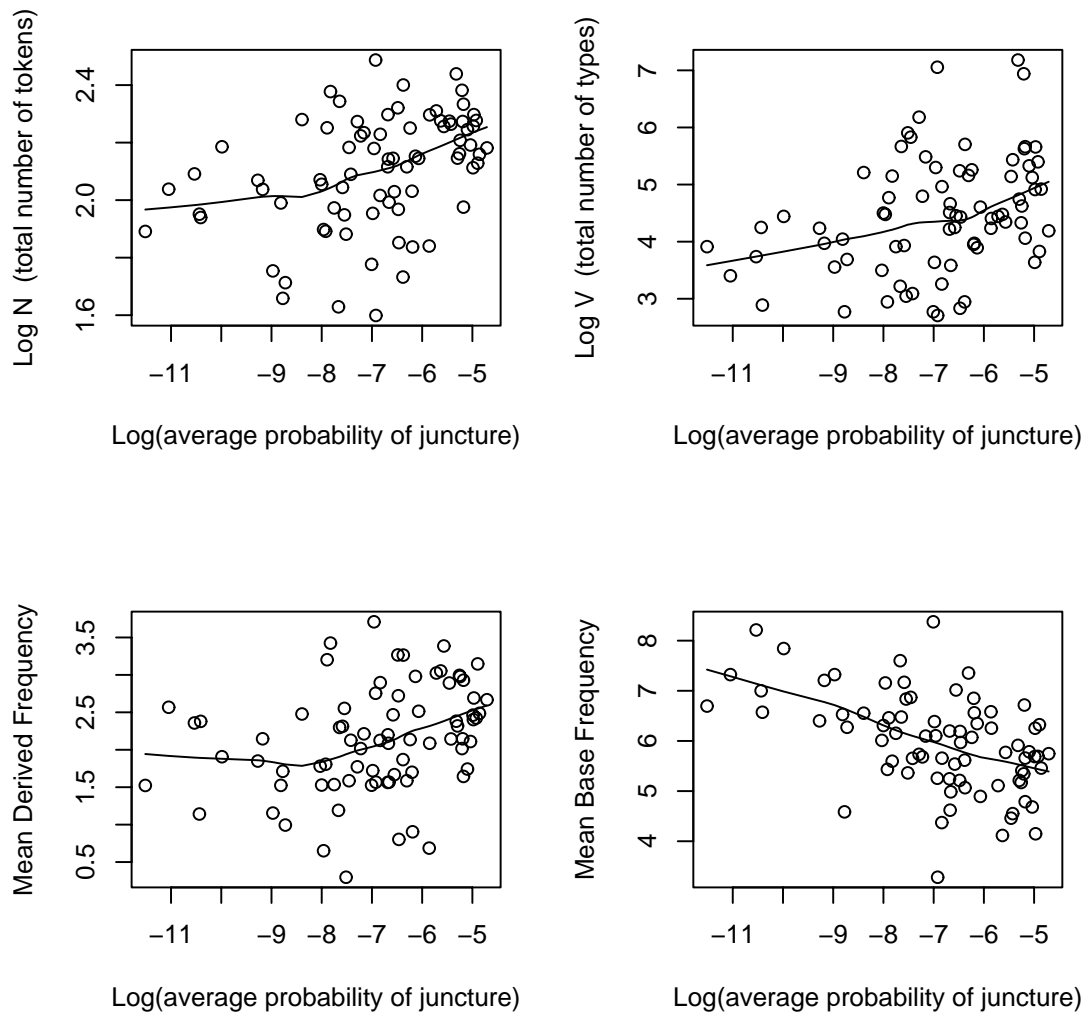 Log N (total number of tokens)
1.6 2.0 2.4
−11 −9 −8 −7 −6 −5
Log(average probability of juncture)
Log V (total number of types)
3 4 5 6 7
−11 −9 −8 −7 −6 −5
Log(average probability of juncture)
Mean Derived Frequency
0.5 1.5 2.5 3.5
−11 −9 −8 −7 −6 −5
Log(average probability of juncture)
Mean Base Frequency
4 5 6 7 8
−11 −9 −8 −7 −6 −5
Log(average probability of juncture)